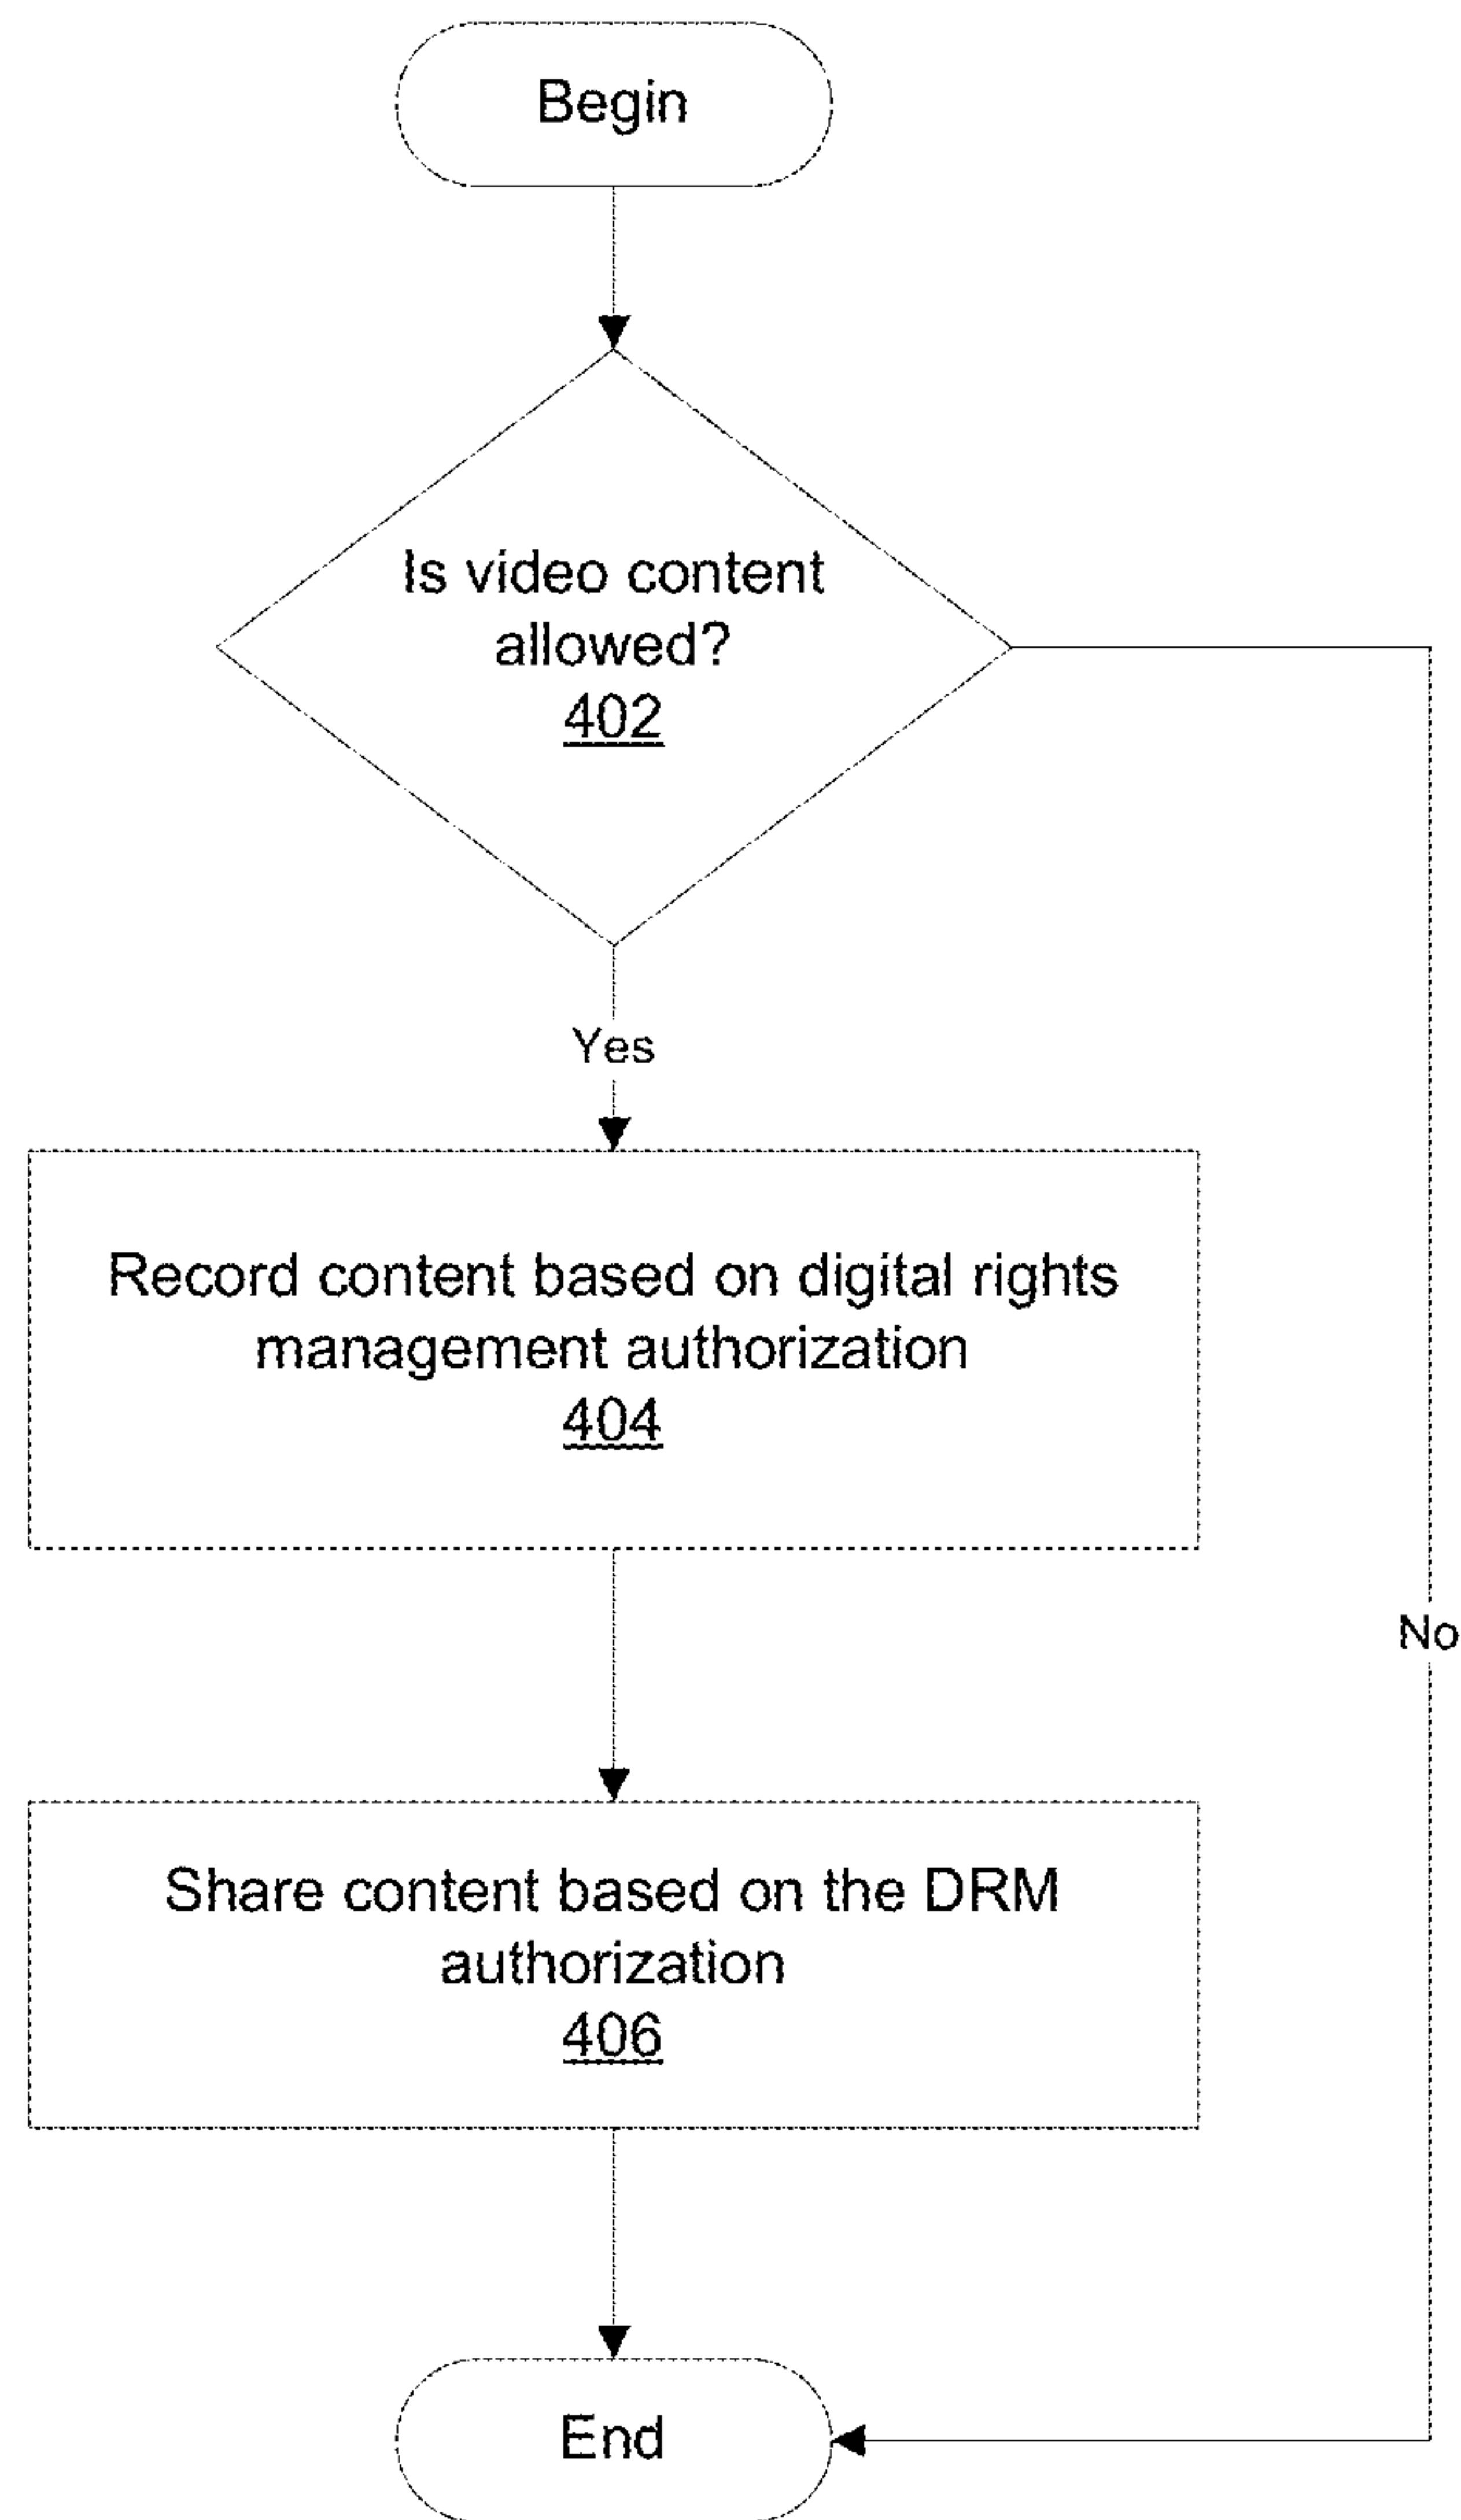 Begin
Is video content
allowed?
402
Yes
Record content based on digital rights
management authorization
404
No
Share content based on the DRM
authorization
406
End